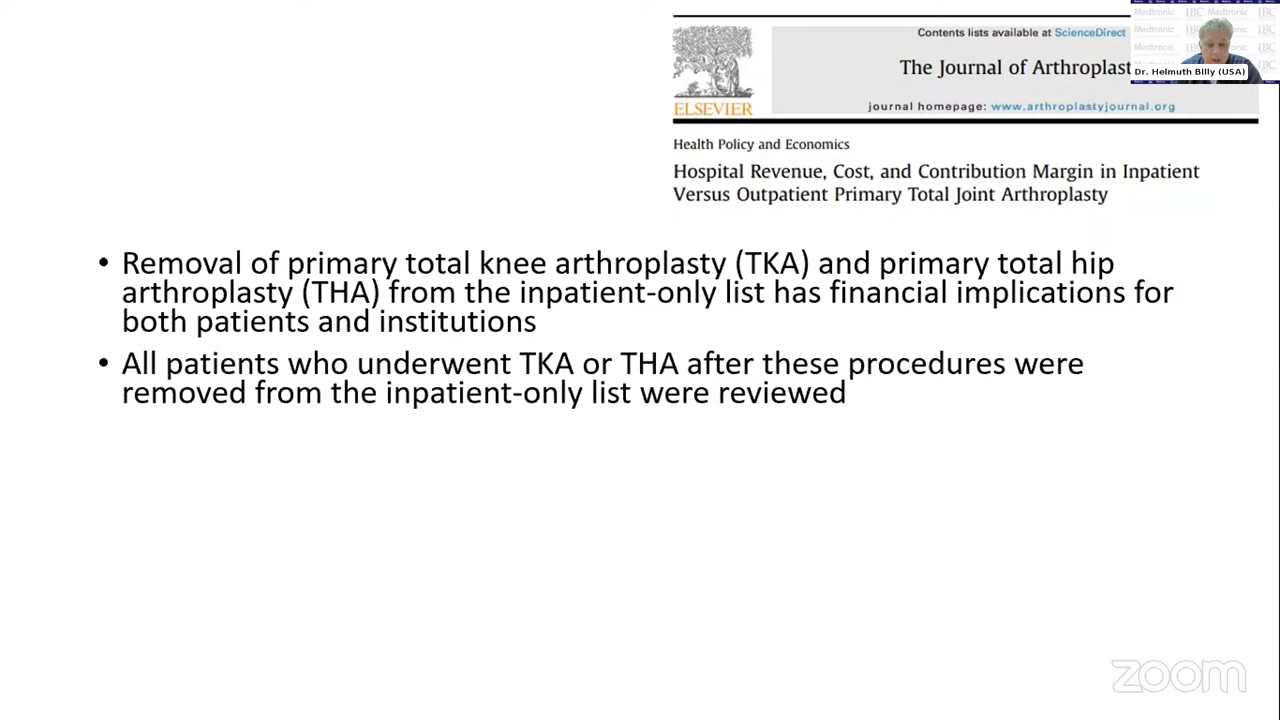 Contents lists available at ScienceDirect
The Journal of Arthroplast
ELSEVIER
journal homepage: www.arthroplastyjournal.org
Medtronic IBC Medtronic IBC
Dr. Helmuth Billy (USA)
Health Policy and Economics
Hospital Revenue, Cost, and Contribution Margin in Inpatient
Versus Outpatient Primary Total Joint Arthroplasty
• Removal of primary total knee arthroplasty (TKA) and primary total hip
arthroplasty (THA) from the inpatient-only list has financial implications for
both patients and institutions
• All patients who underwent TKA or THA after these procedures were
removed from the inpatient-only list were reviewed
zoom